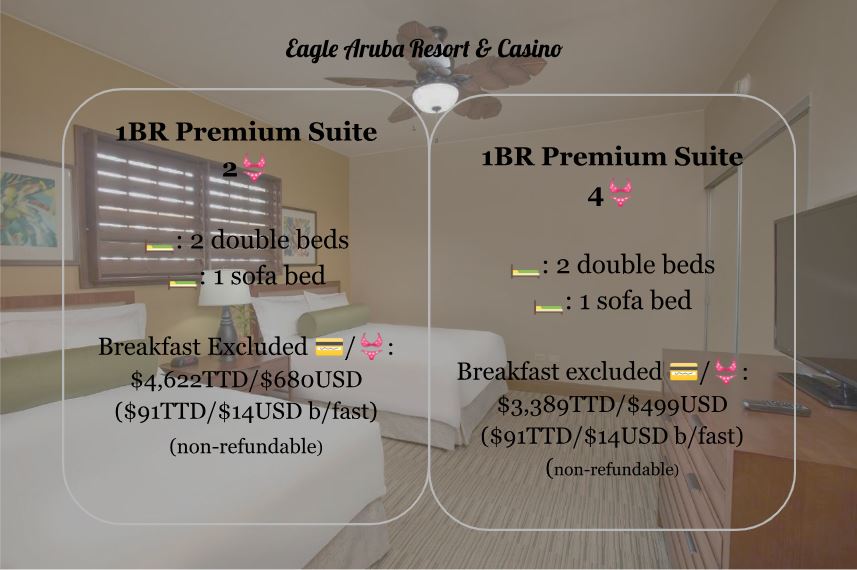 Eagle Aruba Resort & Casino
1BR Premium Suite
2👙
🛏️: 2 double beds
🛏️: 1 sofa bed
Breakfast Excluded 💳/👙:
$4,622TTD/$680USD
($91TTD/$14USD b/fast)
(non-refundable)
1BR Premium Suite
4👙
🛏️: 2 double beds
🛏️: 1 sofa bed
Breakfast excluded 💳/👙:
$3,389TTD/$499USD
($91TTD/$14USD b/fast)
(non-refundable)